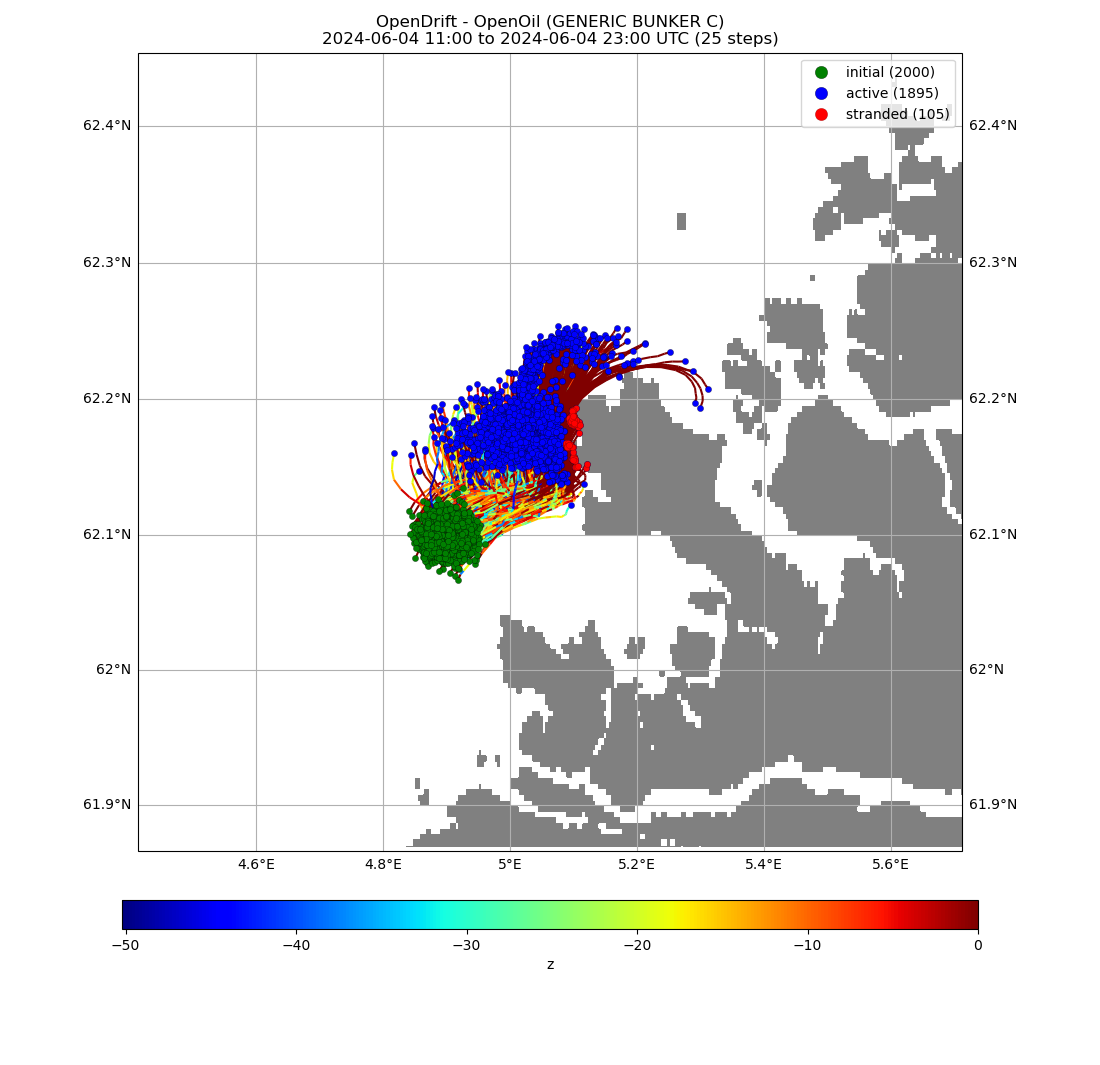 OpenDrift - OpenOil (GENERIC BUNKER C)
2024-06-04 11:00 to 2024-06-04 23:00 UTC (25 steps)
initial (2000)
active (1895)
stranded (105)
62.4°N 62.4°N
62.3°N 62.3°N
62.2°N 62.2°N
62.1°N 62.1°N
62°N 62°N
61.9°N 61.9°N
4.6°E 4.8°E 5°E 5.2°E 5.4°E 5.6°E
−50 −40 −30 −20 −10 0
z